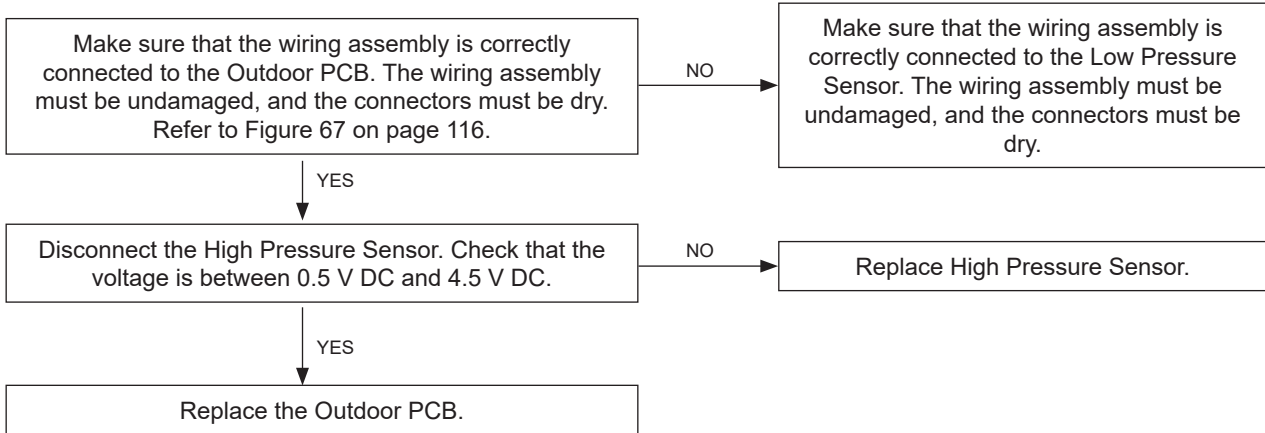 Make sure that the wiring assembly is correctly
connected to the Outdoor PCB. The wiring assembly
must be undamaged, and the connectors must be dry.
Refer to Figure 67 on page 116.
NO
Make sure that the wiring assembly is
correctly connected to the Low Pressure
Sensor. The wiring assembly must be
undamaged, and the connectors must be
dry.
YES
Disconnect the High Pressure Sensor. Check that the
voltage is between 0.5 V DC and 4.5 V DC.
NO
Replace High Pressure Sensor.
YES
Replace the Outdoor PCB.